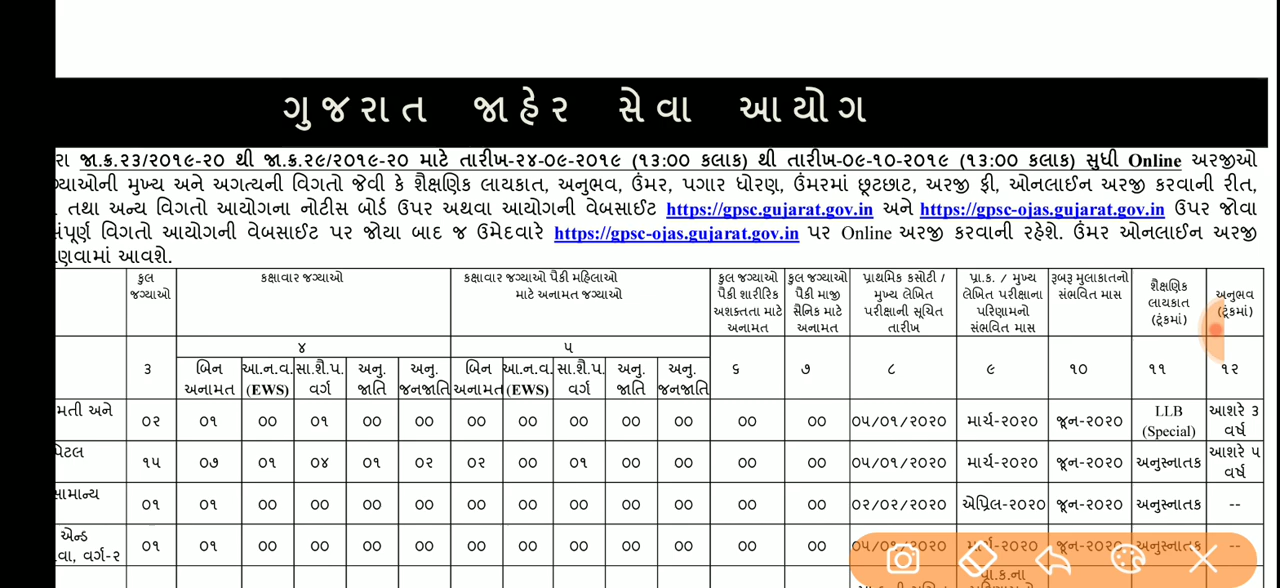 ગુજરાત જાહેર સેવા આયોગ
રા જા.ક્ર.૨૩/૨૦૧૯-૨૦ થી જા.ક્ર.૨૯/૨૦૧૯-૨૦ માટે તારીખ-૨૪-૦૯-૨૦૧૯ (૧૩:૦૦ કલાક) થી તારીખ-૦૯-૧૦-૨૦૧૯ (૧૩:૦૦ કલાક) સુધી Online અરજીઓ
ગ્યાઓની મુખ્ય અને અગત્યની વિગતો જેવી કે શૈક્ષણિક લાયકાત, અનુભવ, ઉંમર, પગાર ધોરણ, ઉંમરમાં છૂટછાટ, અરજી ફી, ઓનલાઈન અરજી કરવાની રીત,
તથા અન્ય વિગતો આયોગના નોટીસ બોર્ડ ઉપર અથવા આયોગની વેબસાઈટ https://gpsc.gujarat.gov.in અને https://gpsc-ojas.gujarat.gov.in ઉપર જોવા
સંપૂર્ણ વિગતો આયોગની વેબસાઈટ પર જોયા બાદ જ ઉમેદવારે https://gpsc-ojas.gujarat.gov.in પર Online અરજી કરવાની રહેશે. ઉંમર ઓનલાઈન અરજી
ણવામાં આવશે.
કુલ કક્ષાવાર જગ્યાઓ કક્ષાવાર જગ્યાઓ પૈકી મહિલાઓ કુલ જગ્યાઓ કુલ જગ્યાઓ પ્રાથમિક કસોટી / પ્રા.ક. / મુખ્ય રૂબરૂ મુલાકાતનો શૈક્ષણિક અનુભવ
જગ્યાઓ માટે અનામત જગ્યાઓ પૈકી શારીરિક પૈકી માજી મુખ્ય લેખિત લેખિત પરીક્ષાના સંભવિત માસ લાયકાત (ટૂંકમાં)
અશક્તતા માટે સૈનિક માટે પરીક્ષાની સૂચિત પરિણામનો (ટૂંકમાં)
અનામત અનામત તારીખ સંભવિત માસ
૪ ૫
૩ બિન આ.ન.વ. સા.શૈ.પ. અનુ. અનુ. બિન આ.ન.વ. સા.શૈ.પ. અનુ. અનુ. ૬ ૭ ૮ ૯ ૧૦ ૧૧ ૧૨
અનામત (EWS) વર્ગ જાતિ જનજાતિ અનામત (EWS) વર્ગ જાતિ જનજાતિ
મતી અને ૦૨ ૦૧ ૦૦ ૦૧ ૦૦ ૦૦ ૦૦ ૦૦ ૦૦ ૦૦ ૦૦ ૦૦ ૦૦ ૦૫/૦૧/૨૦૨૦ માર્ચ-૨૦૨૦ જૂન-૨૦૨૦ LLB આશરે ૩
(Special) વર્ષ
પેટલ ૧૫ ૦૭ ૦૧ ૦૪ ૦૧ ૦૨ ૦૨ ૦૦ ૦૧ ૦૦ ૦૦ ૦૦ ૦૦ ૦૫/૦૧/૨૦૨૦ માર્ચ-૨૦૨૦ જૂન-૨૦૨૦ અનુસ્નાતક આશરે ૫
વર્ષ
સામાન્ય ૦૧ ૦૧ ૦૦ ૦૦ ૦૦ ૦૦ ૦૦ ૦૦ ૦૦ ૦૦ ૦૦ ૦૦ ૦૦ ૦૨/૦૨/૨૦૨૦ એપ્રિલ-૨૦૨૦ જૂન-૨૦૨૦ અનુસ્નાતક --
એન્ડ ૦૧ ૦૧ ૦૦ ૦૦ ૦૦ ૦૦ ૦૦ ૦૦ ૦૦ ૦૦ ૦૦ ૦૦ ૦૦ ૦૫/૦૧/૨૦૨૦ માર્ચ-૨૦૨૦ જૂન-૨૦૨૦ અનુસ્નાતક --
વા, વર્ગ-૨